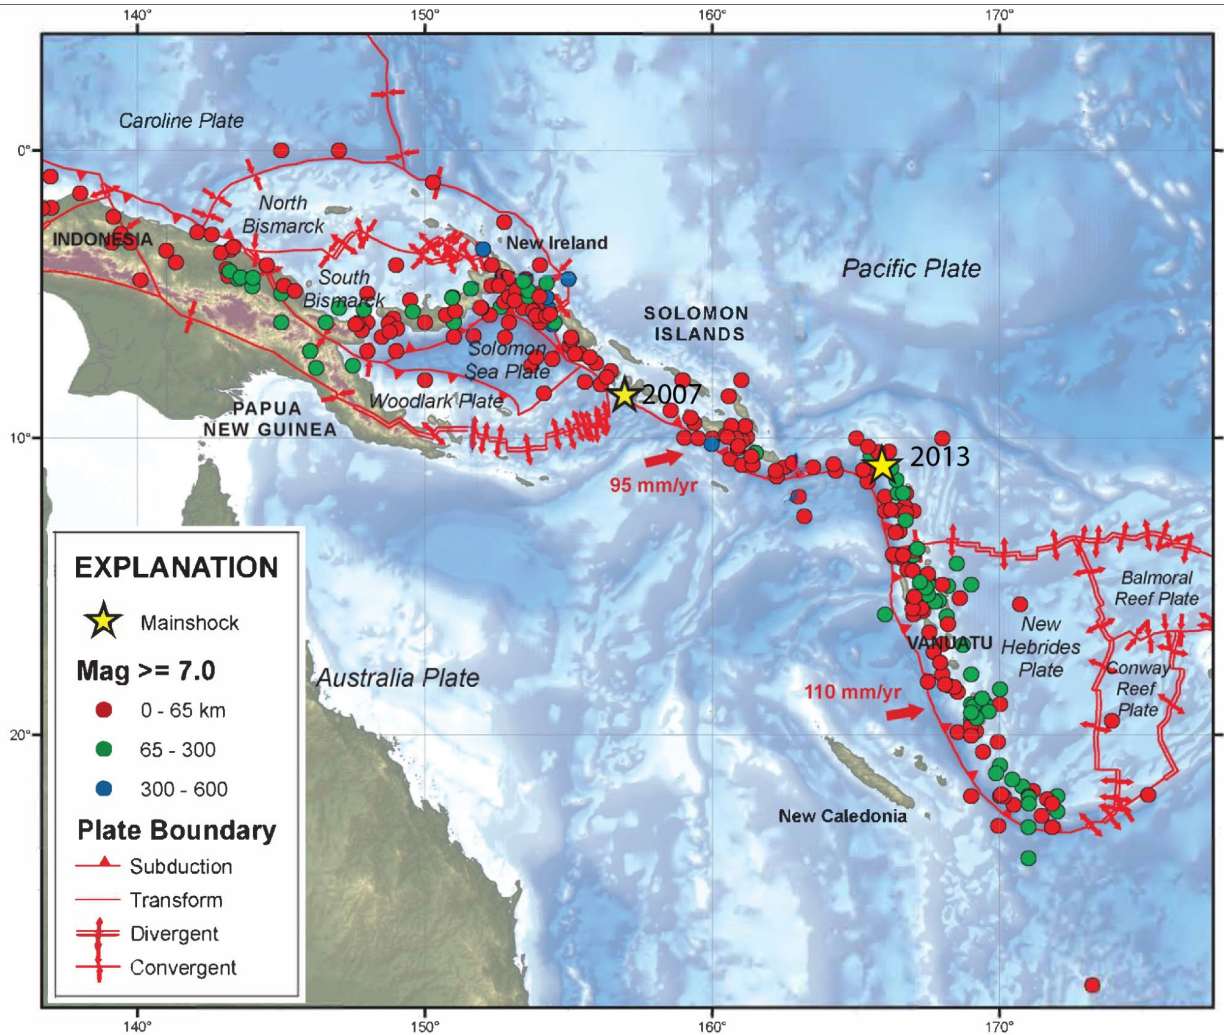 140°
150°
160°
170°
Caroline Plate
0°
North
Bismarck
INDONESIA
New Ireland
Pacific Plate
South
Bismarck
SOLOMON
ISLANDS
Solomon
Sea Plate
2007
Woodlark Plate
PAPUA
NEW GUINEA
10°
2013
95 mm/yr
EXPLANATION
Mainshock
Mag >= 7.0
0 - 65 km
65 - 300
300 - 600
Plate Boundary
Subduction
Transform
Divergent
Convergent
Balmoral
Reef Plate
New
Hebrides
Plate
VANUATU
Conway
Reef
Plate
Australia Plate
110 mm/yr
20°
New Caledonia
140°
150°
160°
170°